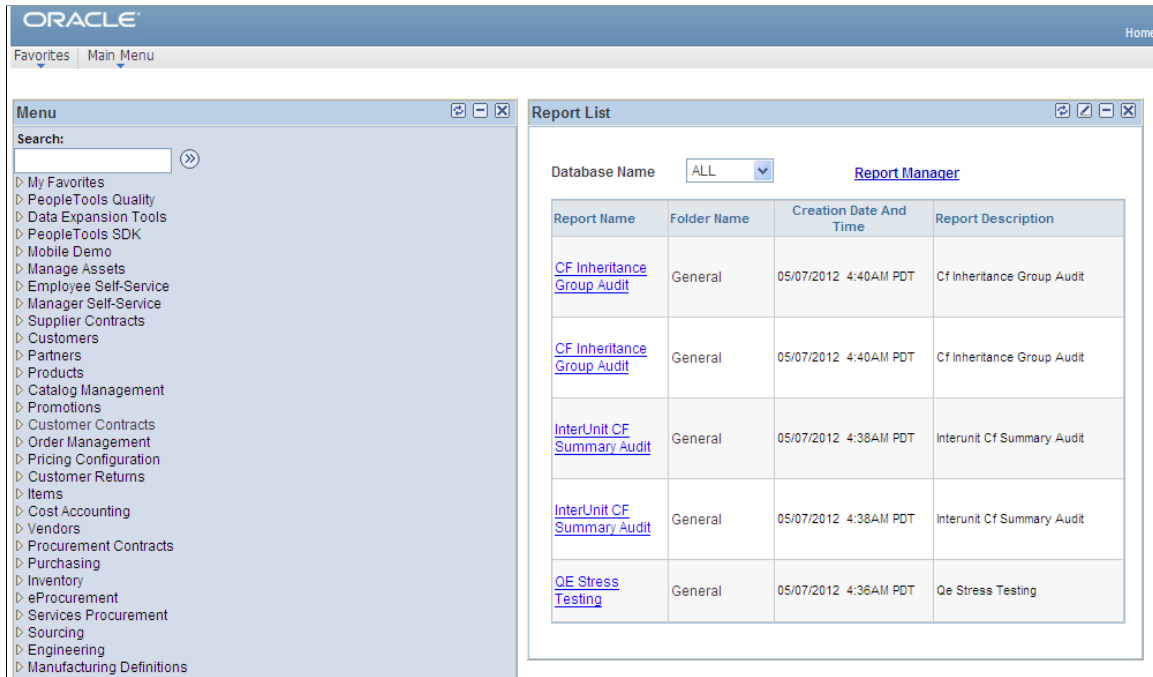 ORACLE
Home
Favorites
Main Menu
Menu
Search:
My Favorites
PeopleTools Quality
Data Expansion Tools
PeopleTools SDK
Mobile Demo
Manage Assets
Employee Self-Service
Manager Self-Service
Supplier Contracts
Customers
Partners
Products
Catalog Management
Promotions
Customer Contracts
Order Management
Pricing Configuration
Customer Returns
Items
Cost Accounting
Vendors
Procurement Contracts
Purchasing
Inventory
eProcurement
Services Procurement
Sourcing
Engineering
Manufacturing Definitions
Report List
Database Name ALL Report Manager
Report Name Folder Name Creation Date And Time Report Description
CF Inheritance
Group Audit
General
05/07/2012 4:40AM PDT
Cf Inheritance Group Audit
CF Inheritance
Group Audit
General
05/07/2012 4:40AM PDT
Cf Inheritance Group Audit
InterUnit CF
Summary Audit
General
05/07/2012 4:38AM PDT
Interunit Cf Summary Audit
InterUnit CF
Summary Audit
General
05/07/2012 4:38AM PDT
Interunit Cf Summary Audit
QE Stress
Testing
General
05/07/2012 4:36AM PDT
Qe Stress Testing